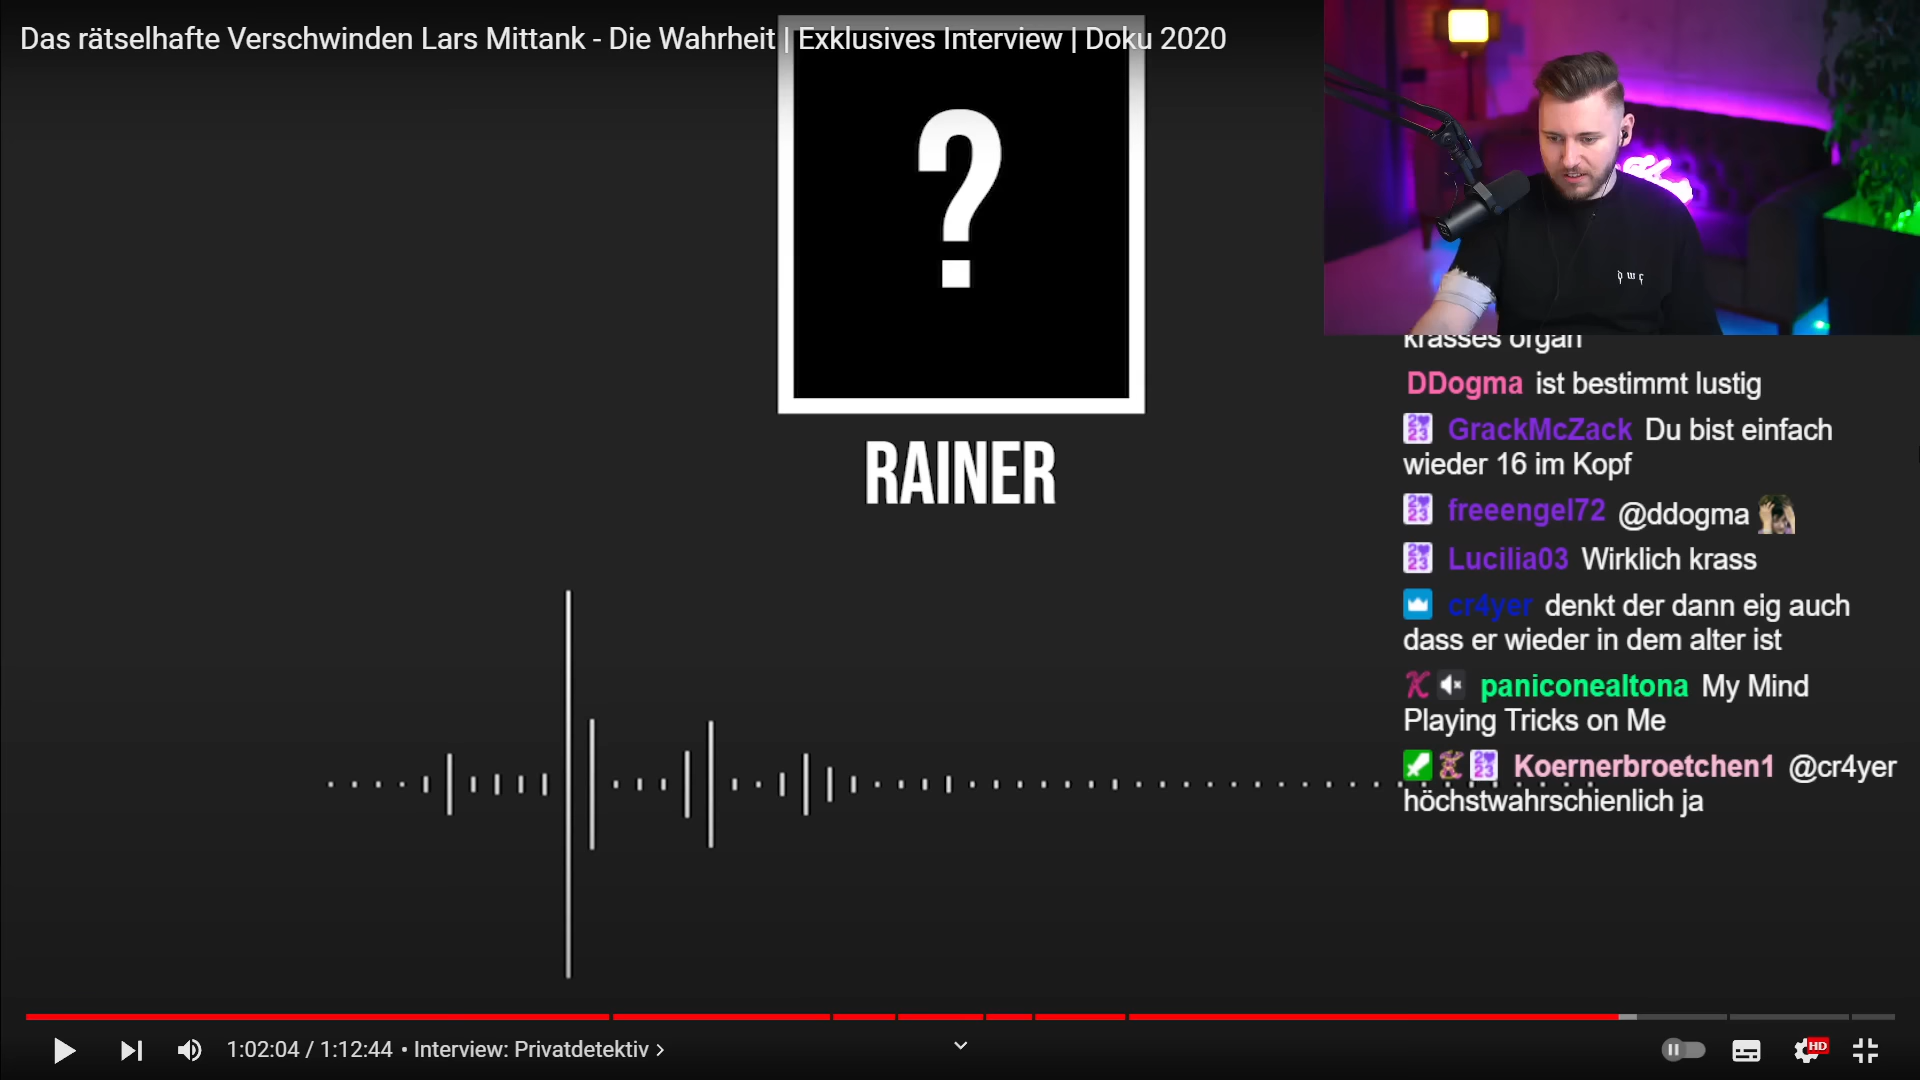 Das rätselhafte Verschwinden Lars Mittank - Die Wahrheit | Exklusives Interview | Doku 2020
?
RAINER
krasses organ
DDogma ist bestimmt lustig
GrackMcZack Du bist einfach
wieder 16 im Kopf
freeengel72 @ddogma
Lucilia03 Wirklich krass
cr4yer denkt der dann eig auch
dass er wieder in dem alter ist
paniconealtona My Mind
Playing Tricks on Me
Koernerbroetchen1 @cr4yer
höchstwahrschienlich ja
1:02:04 / 1:12:44 • Interview: Privatdetektiv >
HD